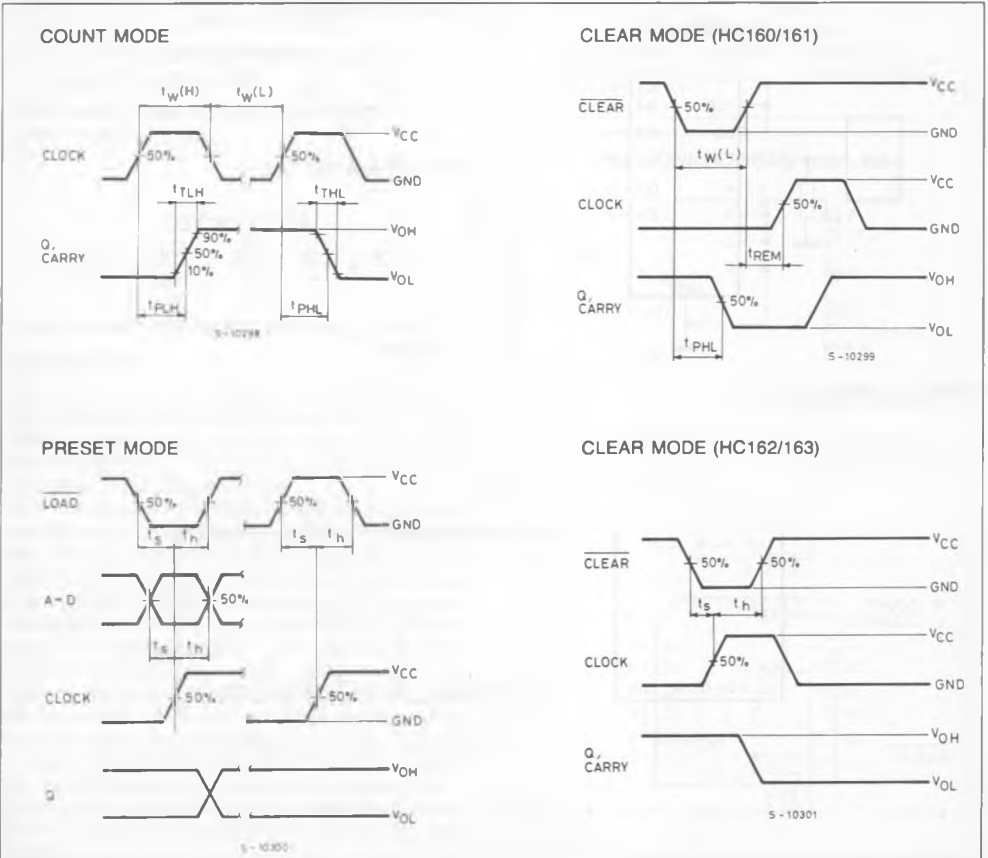 COUNT MODE
tW(H) tW(L)
CLOCK
50%
50%
VCC
GND
tTLH
tTHL
Q,
CARRY
90%
50%
10%
VOH
VOL
tPLH
tPHL
S-10298
CLEAR MODE (HC160/161)
CLEAR
50%
VCC
GND
tW(L)
CLOCK
50%
VCC
GND
tREM
Q,
CARRY
50%
VOH
VOL
tPHL
S-10299
PRESET MODE
LOAD
50%
50%
VCC
GND
ts th
ts th
A-D
50%
ts th
CLOCK
50%
50%
VCC
GND
Q
VOH
VOL
S-10300
CLEAR MODE (HC162/163)
CLEAR
50%
50%
VCC
GND
ts th
CLOCK
50%
VCC
GND
Q,
CARRY
VOH
VOL
S-10301